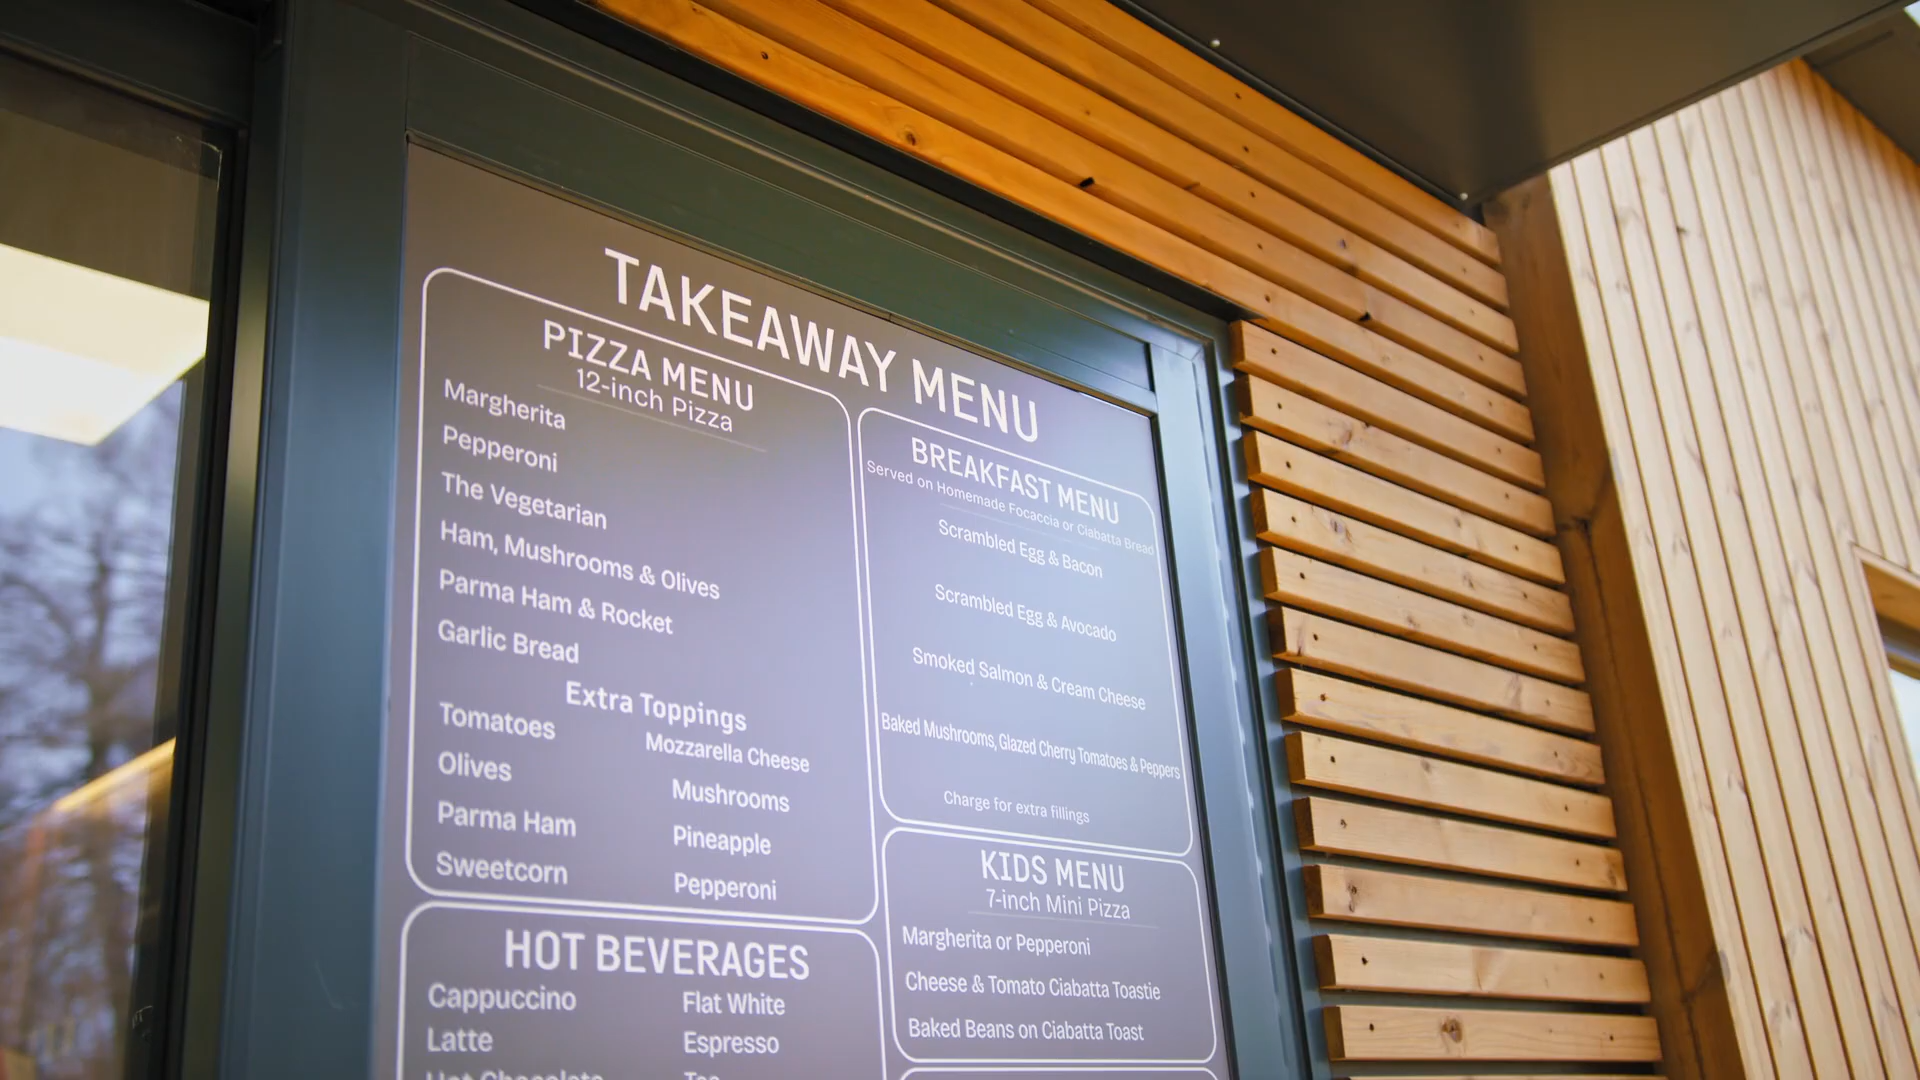 TAKEAWAY MENU
PIZZA MENU
12-inch Pizza
Margherita
Pepperoni
The Vegetarian
Ham, Mushrooms & Olives
Parma Ham & Rocket
Garlic Bread
Extra Toppings
Tomatoes
Mozzarella Cheese
Olives
Mushrooms
Parma Ham
Pineapple
Sweetcorn
Pepperoni
HOT BEVERAGES
Cappuccino
Flat White
Latte
Espresso
Hot Chocolate
Tea
BREAKFAST MENU
Served on Homemade Focaccia or Ciabatta Bread
Scrambled Egg & Bacon
Scrambled Egg & Avocado
Smoked Salmon & Cream Cheese
Baked Mushrooms, Glazed Cherry Tomatoes & Peppers
Charge for extra fillings
KIDS MENU
7-inch Mini Pizza
Margherita or Pepperoni
Cheese & Tomato Ciabatta Toastie
Baked Beans on Ciabatta Toast